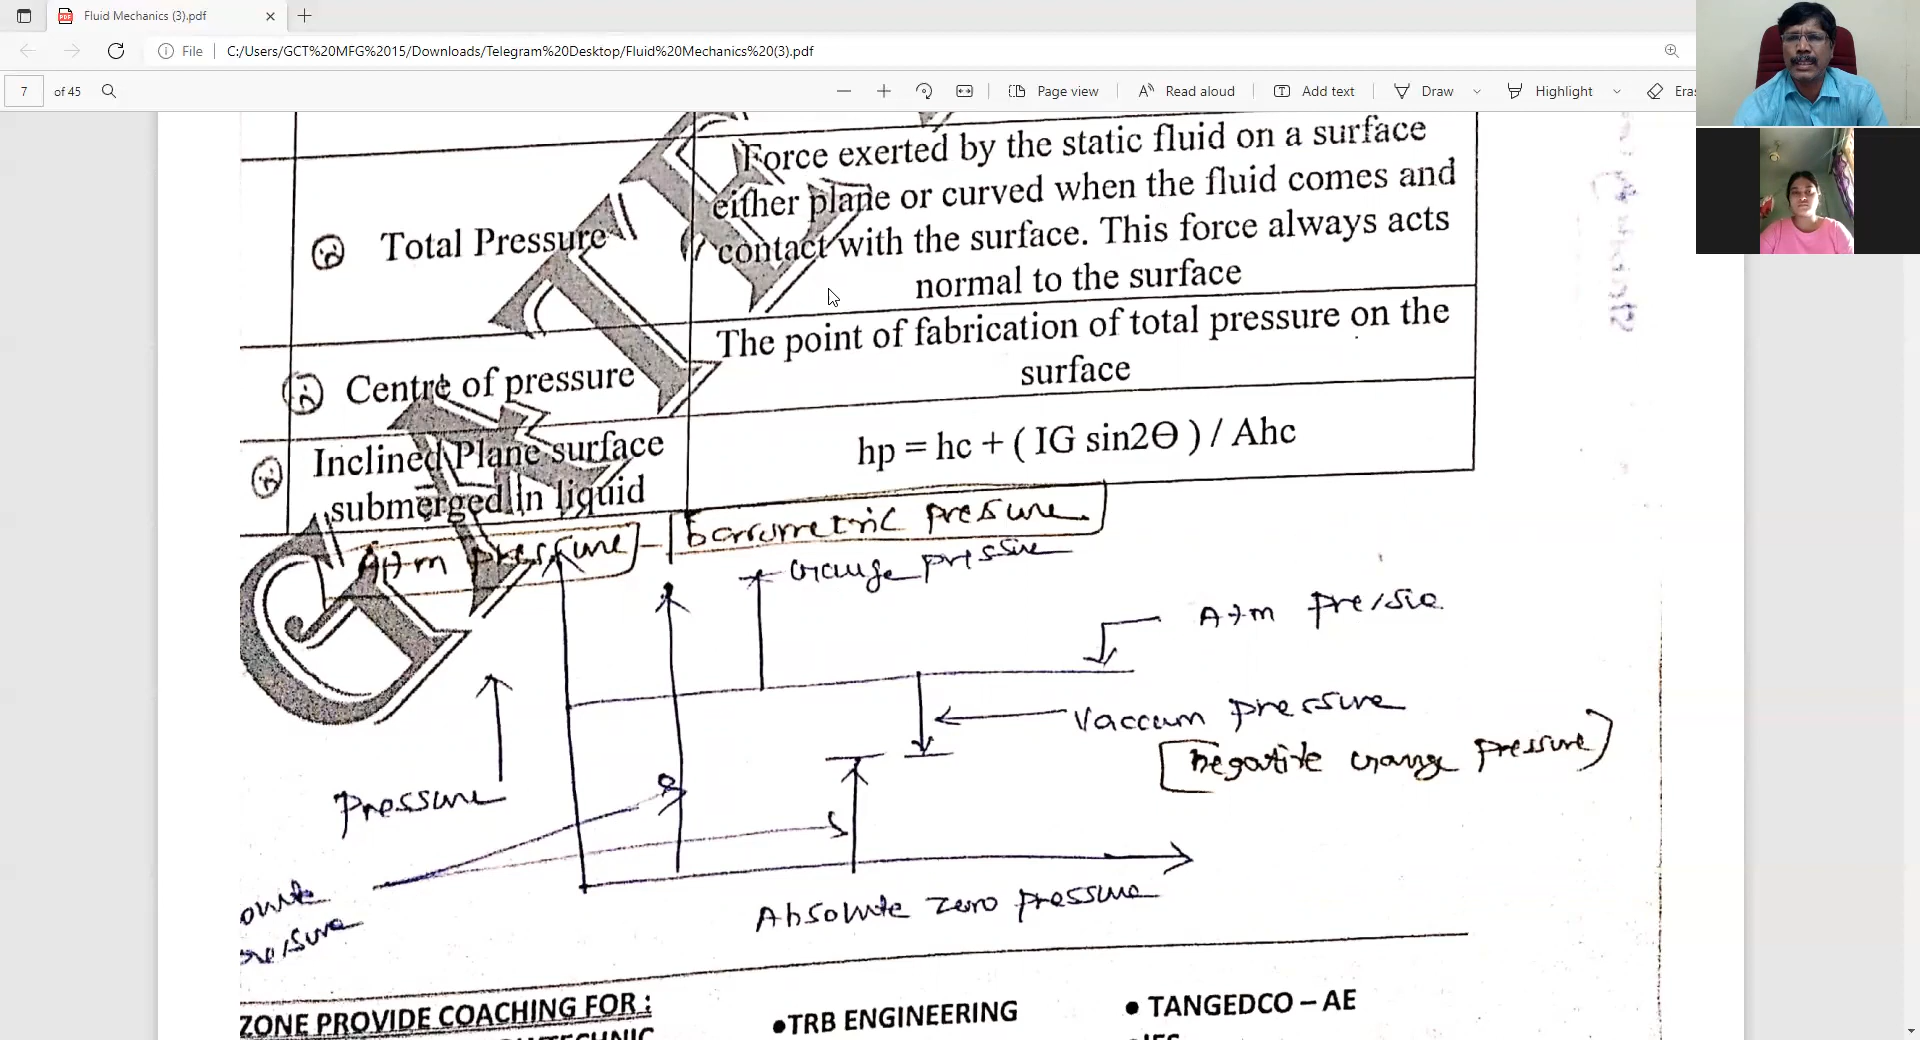 Fluid Mechanics (3).pdf
File
C:/Users/GCT%20MFG%2015/Downloads/Telegram%20Desktop/Fluid%20Mechanics%20(3).pdf
7 of 45
Page view
Read aloud
Add text
Draw
Highlight
Eras
Force exerted by the static fluid on a surface
either plane or curved when the fluid comes and
Total Pressure
contact with the surface. This force always acts
normal to the surface
Centre of pressure
The point of fabrication of total pressure on the
surface
Inclined Plane surface
submerged in liquid
hp = hc + ( IG sin2Θ ) / Ahc
Atm pressure - barometric pressure
Gauge pressure
Atm pressure
Vaccum pressure
[negative gauge pressure]
Pressure
olute
pressure
Absolute zero pressure
ZONE PROVIDE COACHING FOR :
●TRB ENGINEERING
● TANGEDCO – AE